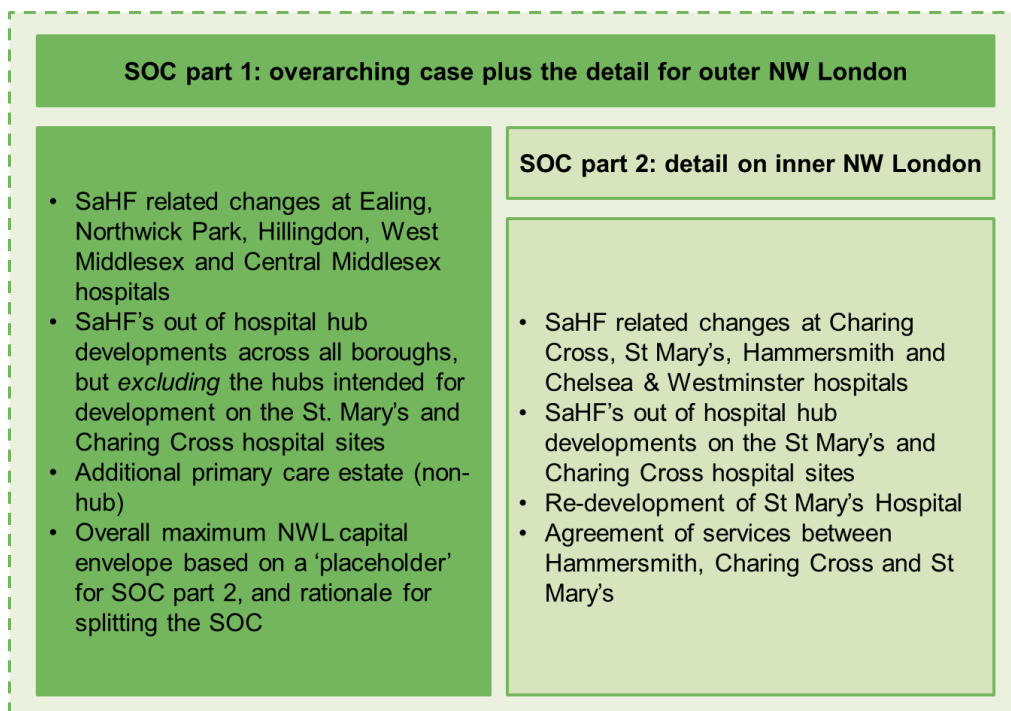 SOC part 1: overarching case plus the detail for outer NW London
• SaHF related changes at Ealing,
Northwick Park, Hillingdon, West
Middlesex and Central Middlesex
hospitals
• SaHF’s out of hospital hub
developments across all boroughs,
but excluding the hubs intended for
development on the St. Mary’s and
Charing Cross hospital sites
• Additional primary care estate (non-
hub)
• Overall maximum NWL capital
envelope based on a ‘placeholder’
for SOC part 2, and rationale for
splitting the SOC
SOC part 2: detail on inner NW London
• SaHF related changes at Charing
Cross, St Mary’s, Hammersmith and
Chelsea & Westminster hospitals
• SaHF’s out of hospital hub
developments on the St Mary’s and
Charing Cross hospital sites
• Re-development of St Mary’s Hospital
• Agreement of services between
Hammersmith, Charing Cross and St
Mary’s